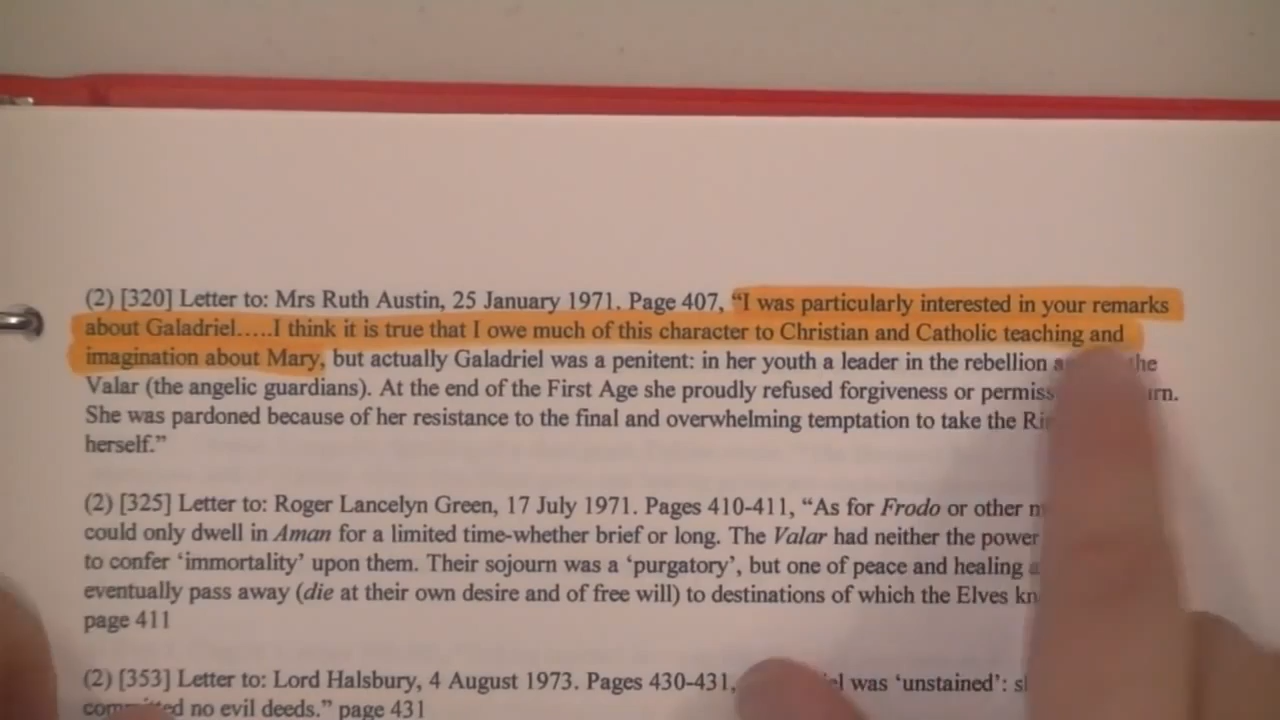 (2) [320] Letter to: Mrs Ruth Austin, 25 January 1971. Page 407, “I was particularly interested in your remarks
about Galadriel.....I think it is true that I owe much of this character to Christian and Catholic teaching and
imagination about Mary, but actually Galadriel was a penitent: in her youth a leader in the rebellion the
Valar (the angelic guardians). At the end of the First Age she proudly refused forgiveness or
She was pardoned because of her resistance to the final and overwhelming temptation to take the
herself.”
(2) [325] Letter to: Roger Lancelyn Green, 17 July 1971. Pages 410-411, “As for Frodo or other
could only dwell in Aman for a limited time-whether brief or long. The Valar had neither the power
to confer ‘immortality’ upon them. Their sojourn was a ‘purgatory’, but one of peace and healing
eventually pass away (die at their own desire and of free will) to destinations of which the Elves
page 411
(2) [353] Letter to: Lord Halsbury, 4 August 1973. Pages 430-431, was ‘unstained’:
no evil deeds.” page 431